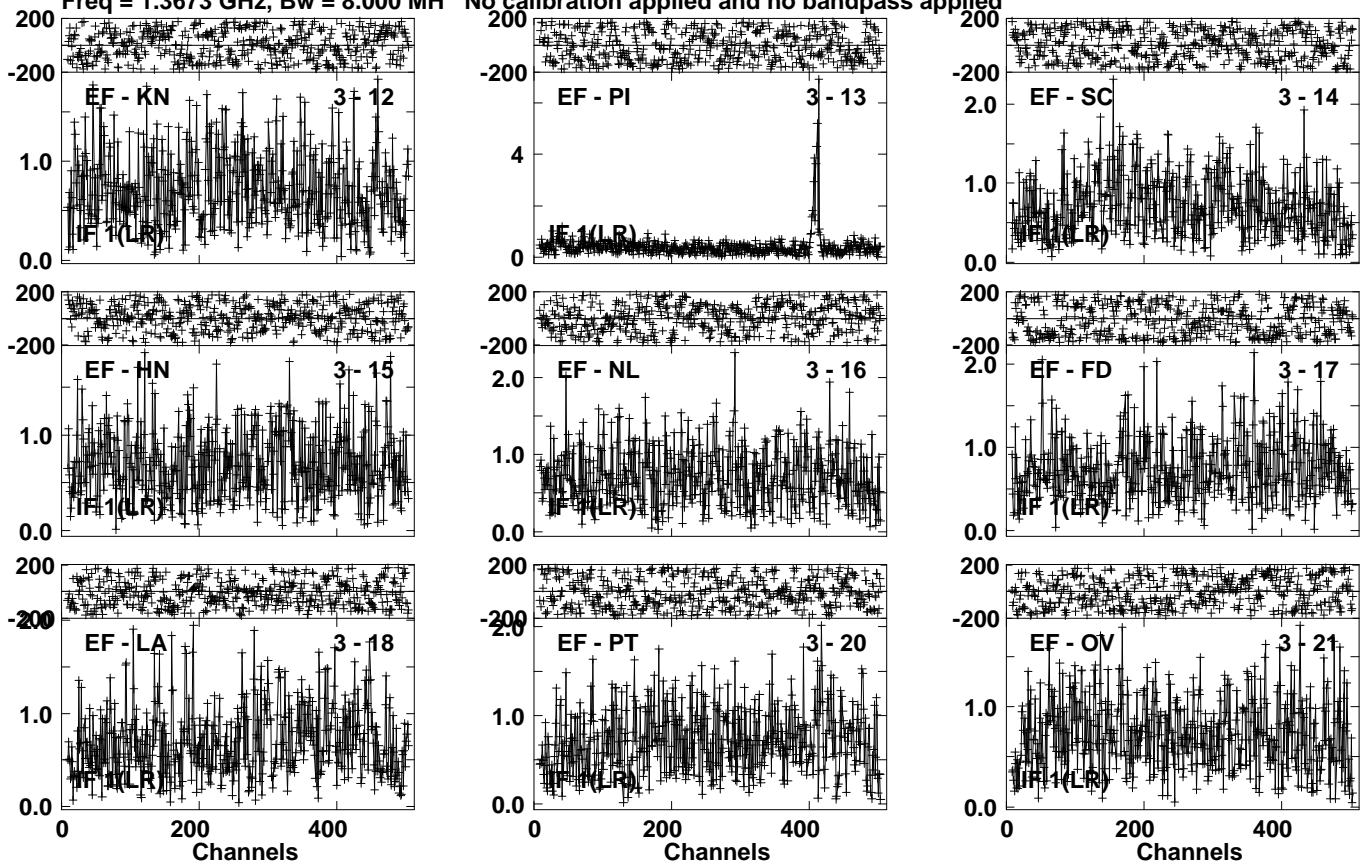 Freq = 1.3673 GHz, Bw = 8.000 MH No calibration applied and no bandpass applied
200
-200
EF - KN 3 - 12
1.0
IF 1(LR)
0.0
200
-200
EF - PI 3 - 13
4
IF 1(LR)
0
200
-200
EF - SC 3 - 14
2.0
1.0
IF 1(LR)
0.0
200
-200
EF - HN 3 - 15
1.0
IF 1(LR)
0.0
200
-200
EF - NL 3 - 16
2.0
1.0
IF 1(LR)
0.0
200
-200
EF - FD 3 - 17
2.0
1.0
IF 1(LR)
0.0
200
-200
2.0
EF - LA 3 - 18
1.0
IF 1(LR)
0.0
0 200 400
Channels
200
-200
2.0
EF - PT 3 - 20
1.0
IF 1(LR)
0.0
0 200 400
Channels
200
-200
EF - OV 3 - 21
1.0
IF 1(LR)
0.0
0 200 400
Channels